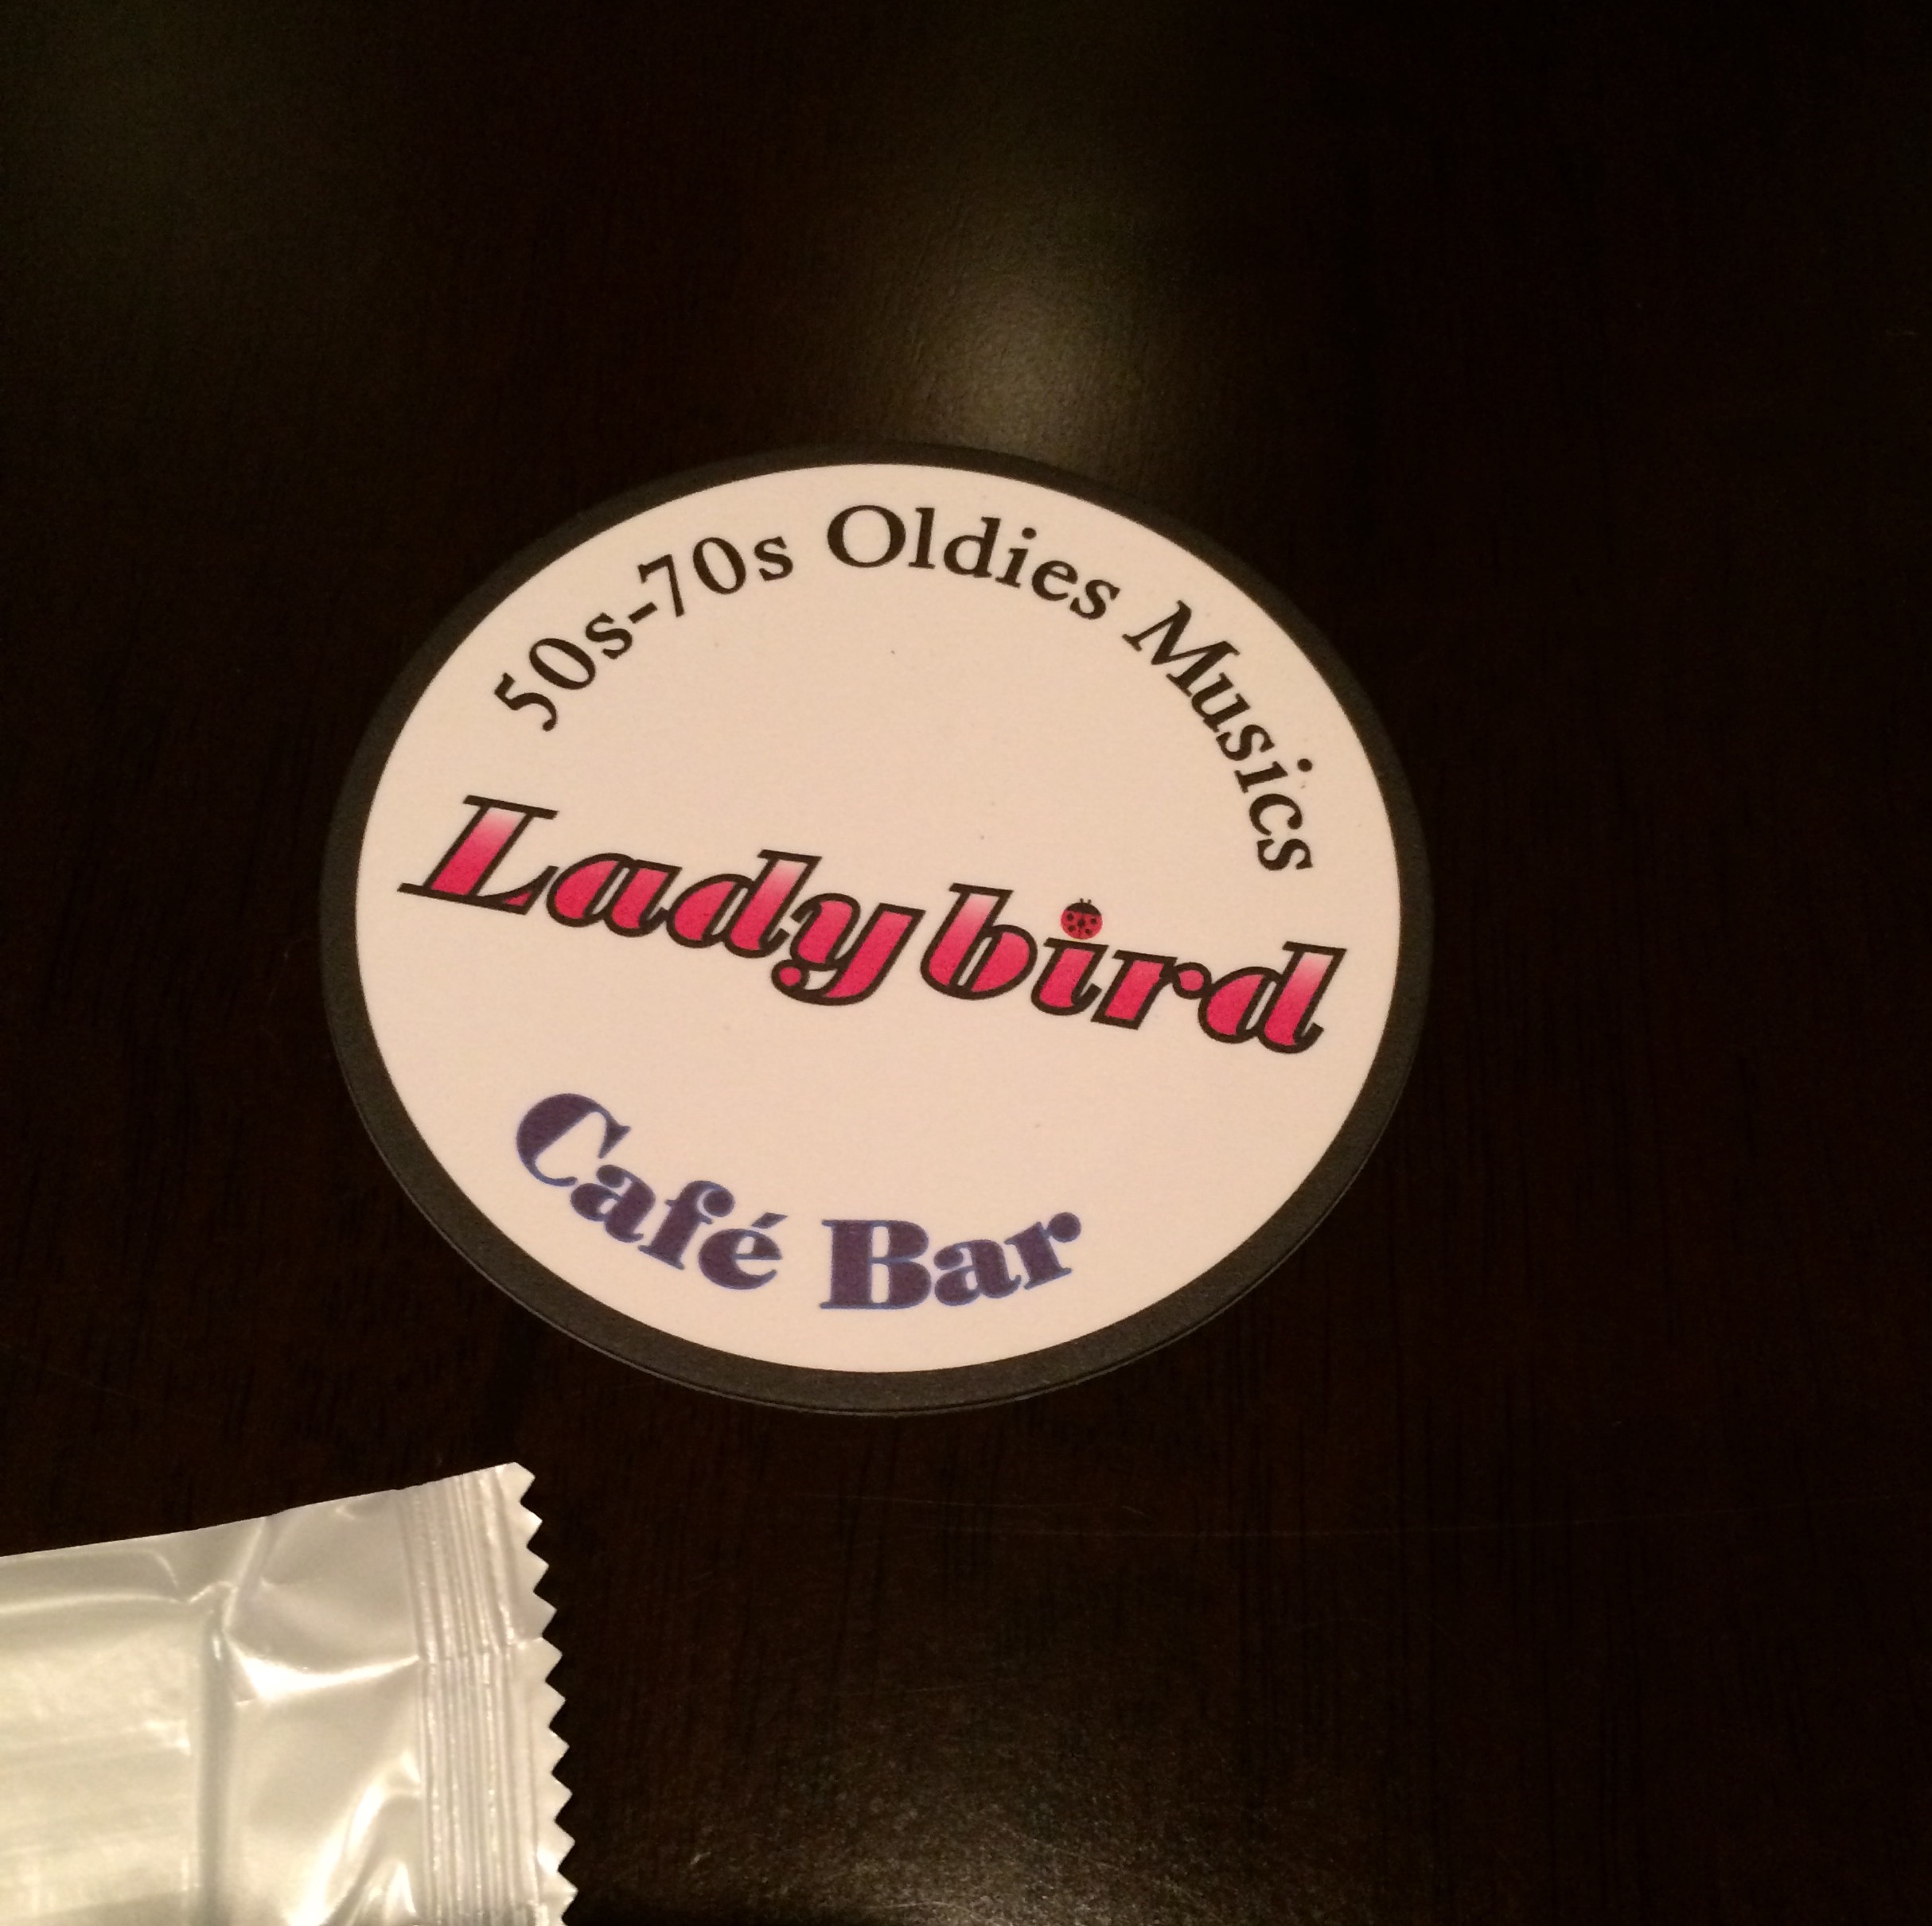 50s-70s Oldies Musics
Ladybird
Café Bar